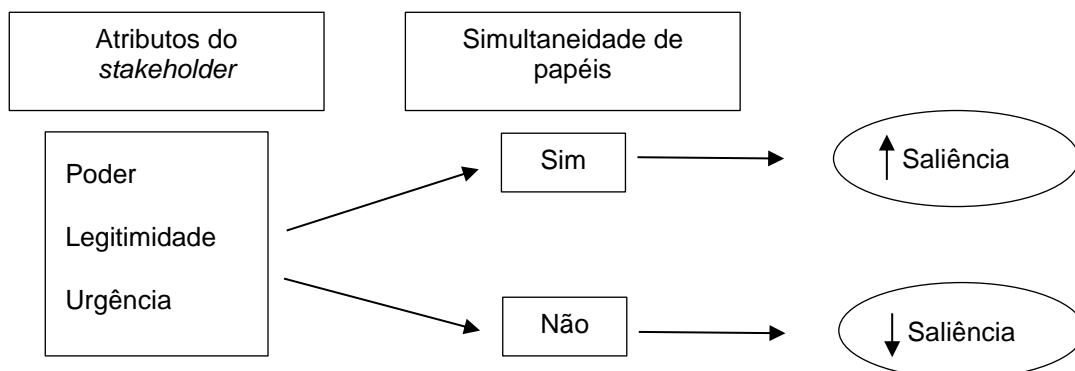 Atributos do
stakeholder
Simultaneidade de
papéis
Poder
Legitimidade
Urgência
Sim
Saliência
Não
Saliência